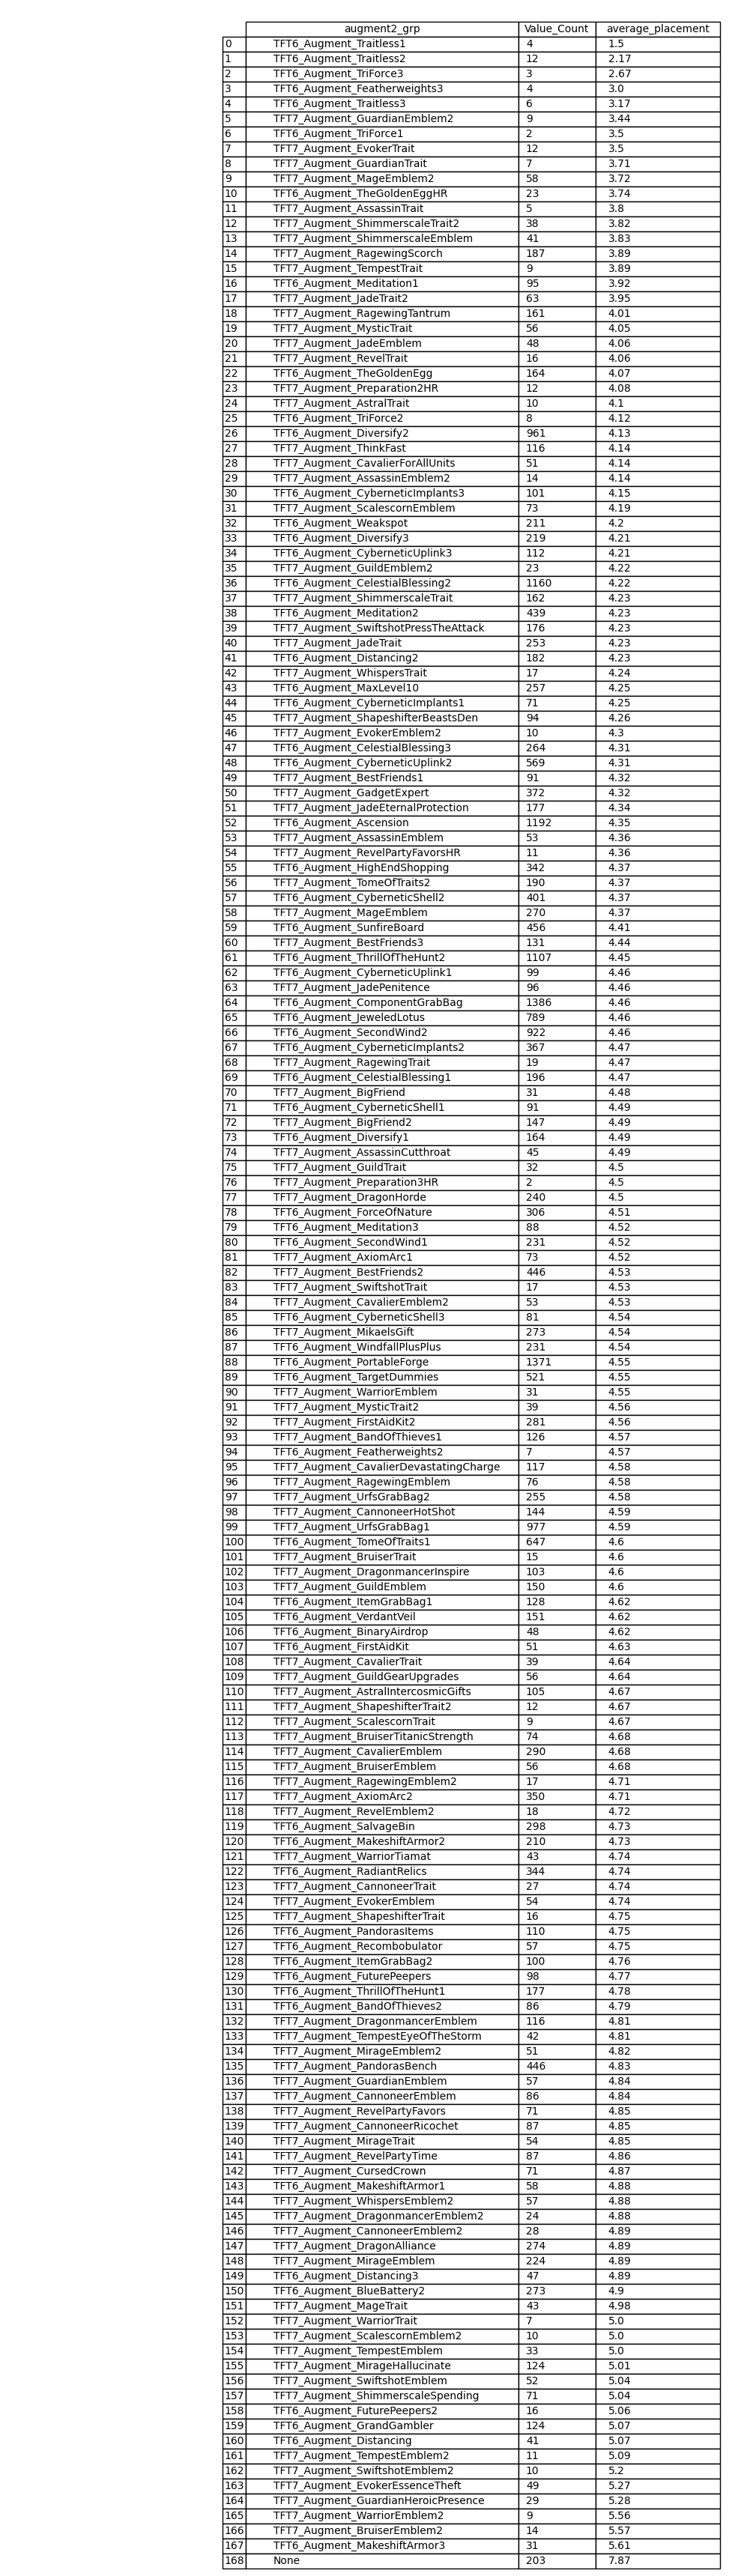 augment2_grp Value_Count average_placement
0 TFT6_Augment_Traitless1 4 1.5
1 TFT6_Augment_Traitless2 12 2.17
2 TFT6_Augment_TriForce3 3 2.67
3 TFT6_Augment_Featherweights3 4 3.0
4 TFT6_Augment_Traitless3 6 3.17
5 TFT7_Augment_GuardianEmblem2 9 3.44
6 TFT6_Augment_TriForce1 2 3.5
7 TFT7_Augment_EvokerTrait 12 3.5
8 TFT7_Augment_GuardianTrait 7 3.71
9 TFT7_Augment_MageEmblem2 58 3.72
10 TFT6_Augment_TheGoldenEggHR 23 3.74
11 TFT7_Augment_AssassinTrait 5 3.8
12 TFT7_Augment_ShimmerscaleTrait2 38 3.82
13 TFT7_Augment_ShimmerscaleEmblem 41 3.83
14 TFT7_Augment_RagewingScorch 187 3.89
15 TFT7_Augment_TempestTrait 9 3.89
16 TFT6_Augment_Meditation1 95 3.92
17 TFT7_Augment_JadeTrait2 63 3.95
18 TFT7_Augment_RagewingTantrum 161 4.01
19 TFT7_Augment_MysticTrait 56 4.05
20 TFT7_Augment_JadeEmblem 48 4.06
21 TFT7_Augment_RevelTrait 16 4.06
22 TFT6_Augment_TheGoldenEgg 164 4.07
23 TFT7_Augment_Preparation2HR 12 4.08
24 TFT7_Augment_AstralTrait 10 4.1
25 TFT6_Augment_TriForce2 8 4.12
26 TFT6_Augment_Diversify2 961 4.13
27 TFT7_Augment_ThinkFast 116 4.14
28 TFT7_Augment_CavalierForAllUnits 51 4.14
29 TFT7_Augment_AssassinEmblem2 14 4.14
30 TFT6_Augment_CyberneticImplants3 101 4.15
31 TFT7_Augment_ScalescornEmblem 73 4.19
32 TFT6_Augment_Weakspot 211 4.2
33 TFT6_Augment_Diversify3 219 4.21
34 TFT6_Augment_CyberneticUplink3 112 4.21
35 TFT7_Augment_GuildEmblem2 23 4.22
36 TFT6_Augment_CelestialBlessing2 1160 4.22
37 TFT7_Augment_ShimmerscaleTrait 162 4.23
38 TFT6_Augment_Meditation2 439 4.23
39 TFT7_Augment_SwiftshotPressTheAttack 176 4.23
40 TFT7_Augment_JadeTrait 253 4.23
41 TFT6_Augment_Distancing2 182 4.23
42 TFT7_Augment_WhispersTrait 17 4.24
43 TFT6_Augment_MaxLevel10 257 4.25
44 TFT6_Augment_CyberneticImplants1 71 4.25
45 TFT7_Augment_ShapeshifterBeastsDen 94 4.26
46 TFT7_Augment_EvokerEmblem2 10 4.3
47 TFT6_Augment_CelestialBlessing3 264 4.31
48 TFT6_Augment_CyberneticUplink2 569 4.31
49 TFT7_Augment_BestFriends1 91 4.32
50 TFT7_Augment_GadgetExpert 372 4.32
51 TFT7_Augment_JadeEternalProtection 177 4.34
52 TFT6_Augment_Ascension 1192 4.35
53 TFT7_Augment_AssassinEmblem 53 4.36
54 TFT7_Augment_RevelPartyFavorsHR 11 4.36
55 TFT6_Augment_HighEndShopping 342 4.37
56 TFT7_Augment_TomeOfTraits2 190 4.37
57 TFT6_Augment_CyberneticShell2 401 4.37
58 TFT7_Augment_MageEmblem 270 4.37
59 TFT6_Augment_SunfireBoard 456 4.41
60 TFT7_Augment_BestFriends3 131 4.44
61 TFT6_Augment_ThrillOfTheHunt2 1107 4.45
62 TFT6_Augment_CyberneticUplink1 99 4.46
63 TFT7_Augment_JadePenitence 96 4.46
64 TFT6_Augment_ComponentGrabBag 1386 4.46
65 TFT6_Augment_JeweledLotus 789 4.46
66 TFT6_Augment_SecondWind2 922 4.46
67 TFT6_Augment_CyberneticImplants2 367 4.47
68 TFT7_Augment_RagewingTrait 19 4.47
69 TFT6_Augment_CelestialBlessing1 196 4.47
70 TFT7_Augment_BigFriend 31 4.48
71 TFT6_Augment_CyberneticShell1 91 4.49
72 TFT7_Augment_BigFriend2 147 4.49
73 TFT6_Augment_Diversify1 164 4.49
74 TFT7_Augment_AssassinCutthroat 45 4.49
75 TFT7_Augment_GuildTrait 32 4.5
76 TFT7_Augment_Preparation3HR 2 4.5
77 TFT7_Augment_DragonHorde 240 4.5
78 TFT6_Augment_ForceOfNature 306 4.51
79 TFT6_Augment_Meditation3 88 4.52
80 TFT6_Augment_SecondWind1 231 4.52
81 TFT7_Augment_AxiomArc1 73 4.52
82 TFT7_Augment_BestFriends2 446 4.53
83 TFT7_Augment_SwiftshotTrait 17 4.53
84 TFT7_Augment_CavalierEmblem2 53 4.53
85 TFT6_Augment_CyberneticShell3 81 4.54
86 TFT7_Augment_MikaelsGift 273 4.54
87 TFT6_Augment_WindfallPlusPlus 231 4.54
88 TFT6_Augment_PortableForge 1371 4.55
89 TFT6_Augment_TargetDummies 521 4.55
90 TFT7_Augment_WarriorEmblem 31 4.55
91 TFT7_Augment_MysticTrait2 39 4.56
92 TFT7_Augment_FirstAidKit2 281 4.56
93 TFT7_Augment_BandOfThieves1 126 4.57
94 TFT6_Augment_Featherweights2 7 4.57
95 TFT7_Augment_CavalierDevastatingCharge 117 4.58
96 TFT7_Augment_RagewingEmblem 76 4.58
97 TFT7_Augment_UrfsGrabBag2 255 4.58
98 TFT7_Augment_CannoneerHotShot 144 4.59
99 TFT7_Augment_UrfsGrabBag1 977 4.59
100 TFT6_Augment_TomeOfTraits1 647 4.6
101 TFT7_Augment_BruiserTrait 15 4.6
102 TFT7_Augment_DragonmancerInspire 103 4.6
103 TFT7_Augment_GuildEmblem 150 4.6
104 TFT6_Augment_ItemGrabBag1 128 4.62
105 TFT6_Augment_VerdantVeil 151 4.62
106 TFT6_Augment_BinaryAirdrop 48 4.62
107 TFT6_Augment_FirstAidKit 51 4.63
108 TFT7_Augment_CavalierTrait 39 4.64
109 TFT7_Augment_GuildGearUpgrades 56 4.64
110 TFT7_Augment_AstralIntercosmicGifts 105 4.67
111 TFT7_Augment_ShapeshifterTrait2 12 4.67
112 TFT7_Augment_ScalescornTrait 9 4.67
113 TFT7_Augment_BruiserTitanicStrength 74 4.68
114 TFT7_Augment_CavalierEmblem 290 4.68
115 TFT7_Augment_BruiserEmblem 56 4.68
116 TFT7_Augment_RagewingEmblem2 17 4.71
117 TFT7_Augment_AxiomArc2 350 4.71
118 TFT7_Augment_RevelEmblem2 18 4.72
119 TFT6_Augment_SalvageBin 298 4.73
120 TFT6_Augment_MakeshiftArmor2 210 4.73
121 TFT7_Augment_WarriorTiamat 43 4.74
122 TFT6_Augment_RadiantRelics 344 4.74
123 TFT7_Augment_CannoneerTrait 27 4.74
124 TFT7_Augment_EvokerEmblem 54 4.74
125 TFT7_Augment_ShapeshifterTrait 16 4.75
126 TFT6_Augment_PandorasItems 110 4.75
127 TFT6_Augment_Recombobulator 57 4.75
128 TFT6_Augment_ItemGrabBag2 100 4.76
129 TFT6_Augment_FuturePeepers 98 4.77
130 TFT6_Augment_ThrillOfTheHunt1 177 4.78
131 TFT6_Augment_BandOfThieves2 86 4.79
132 TFT7_Augment_DragonmancerEmblem 116 4.81
133 TFT7_Augment_TempestEyeOfTheStorm 42 4.81
134 TFT7_Augment_MirageEmblem2 51 4.82
135 TFT7_Augment_PandorasBench 446 4.83
136 TFT7_Augment_GuardianEmblem 57 4.84
137 TFT7_Augment_CannoneerEmblem 86 4.84
138 TFT7_Augment_RevelPartyFavors 71 4.85
139 TFT7_Augment_CannoneerRicochet 87 4.85
140 TFT7_Augment_MirageTrait 54 4.85
141 TFT7_Augment_RevelPartyTime 87 4.86
142 TFT7_Augment_CursedCrown 71 4.87
143 TFT6_Augment_MakeshiftArmor1 58 4.88
144 TFT7_Augment_WhispersEmblem2 57 4.88
145 TFT7_Augment_DragonmancerEmblem2 24 4.88
146 TFT7_Augment_CannoneerEmblem2 28 4.89
147 TFT7_Augment_DragonAlliance 274 4.89
148 TFT7_Augment_MirageEmblem 224 4.89
149 TFT6_Augment_Distancing3 47 4.89
150 TFT6_Augment_BlueBattery2 273 4.9
151 TFT7_Augment_MageTrait 43 4.98
152 TFT7_Augment_WarriorTrait 7 5.0
153 TFT7_Augment_ScalescornEmblem2 10 5.0
154 TFT7_Augment_TempestEmblem 33 5.0
155 TFT7_Augment_MirageHallucinate 124 5.01
156 TFT7_Augment_SwiftshotEmblem 52 5.04
157 TFT7_Augment_ShimmerscaleSpending 71 5.04
158 TFT6_Augment_FuturePeepers2 16 5.06
159 TFT6_Augment_GrandGambler 124 5.07
160 TFT6_Augment_Distancing 41 5.07
161 TFT7_Augment_TempestEmblem2 11 5.09
162 TFT7_Augment_SwiftshotEmblem2 10 5.2
163 TFT7_Augment_EvokerEssenceTheft 49 5.27
164 TFT7_Augment_GuardianHeroicPresence 29 5.28
165 TFT7_Augment_WarriorEmblem2 9 5.56
166 TFT7_Augment_BruiserEmblem2 14 5.57
167 TFT6_Augment_MakeshiftArmor3 31 5.61
168 None 203 7.87